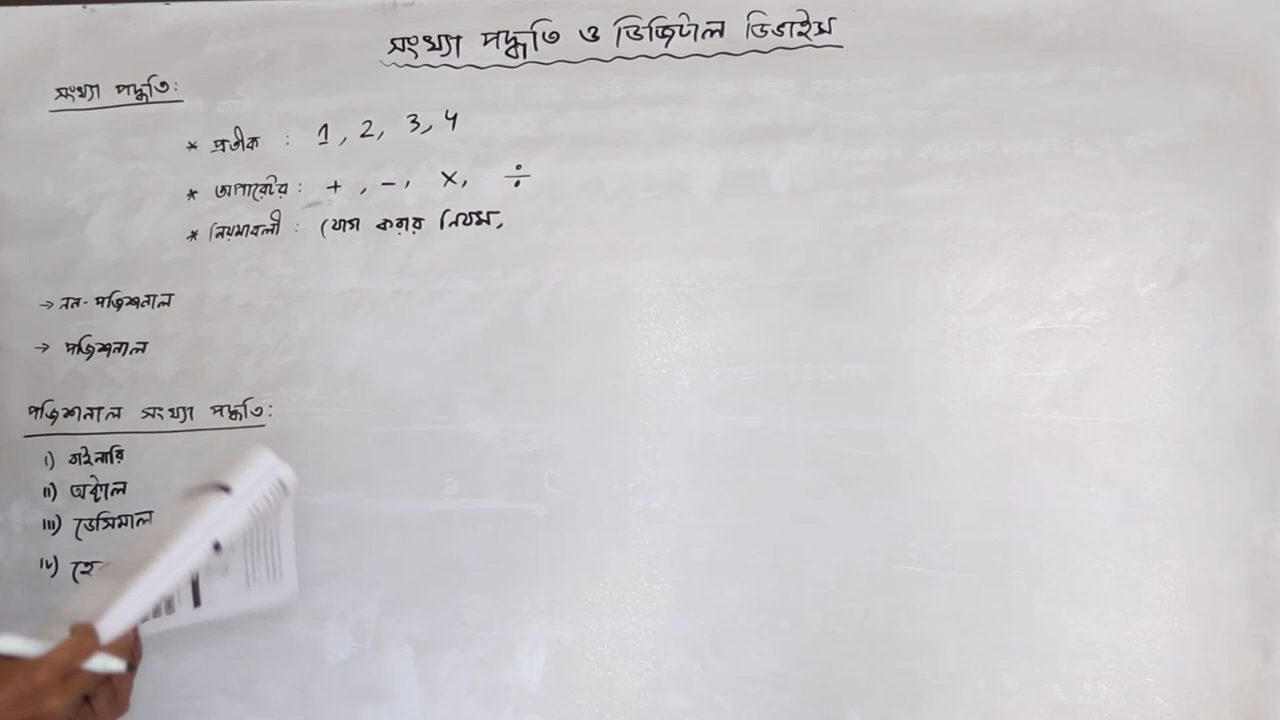 সংখ্যা পদ্ধতি ও ডিজিটাল ডিভাইস
সংখ্যা পদ্ধতি:
* প্রতীক : 1, 2, 3, 4
* অপারেটর : +, -, ×, ÷
* নিয়মাবলী : যোগ করার নিয়ম,
→ নন-পজিশনাল
→ পজিশনাল
পজিশনাল সংখ্যা পদ্ধতি:
i) বাইনারি
ii) অক্টাল
iii) ডেসিমাল
iv) হে